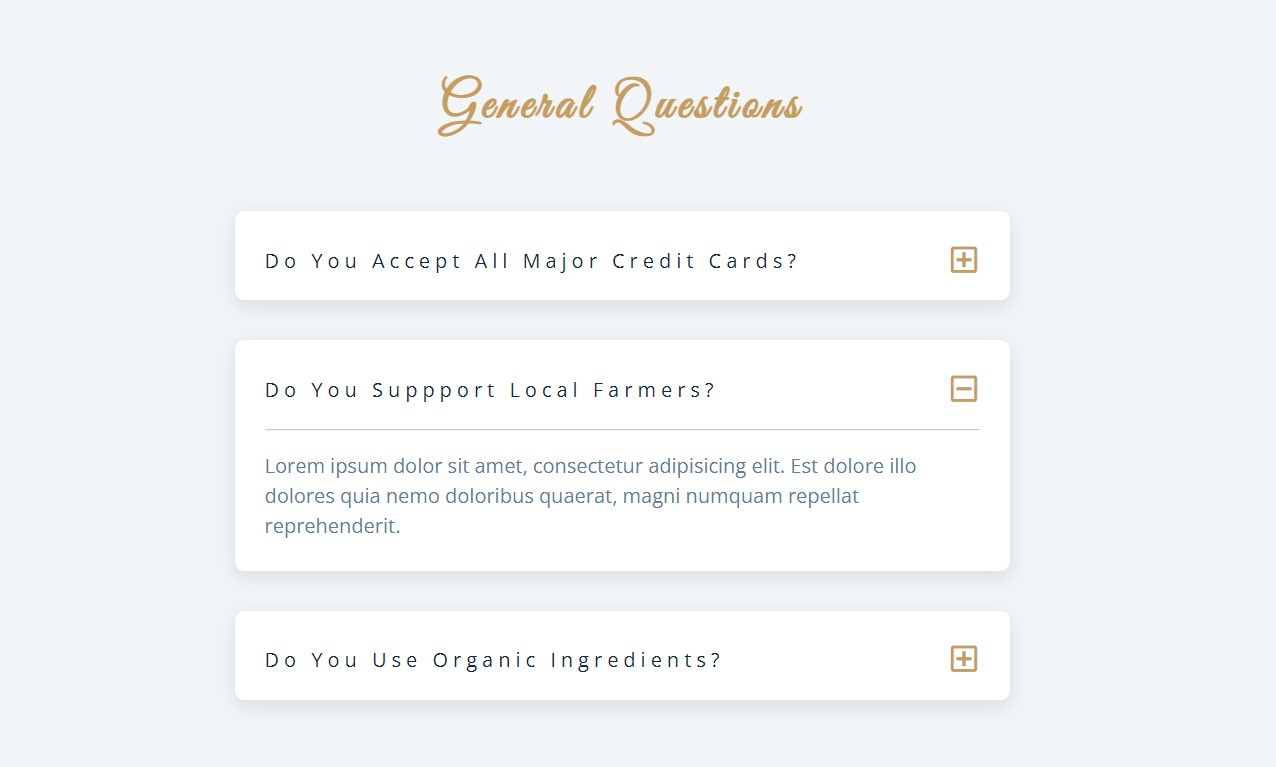 General Questions
Do You Accept All Major Credit Cards?
Do You Suppport Local Farmers?
Lorem ipsum dolor sit amet, consectetur adipisicing elit. Est dolore illo
dolores quia nemo doloribus quaerat, magni numquam repellat
reprehenderit.
Do You Use Organic Ingredients?